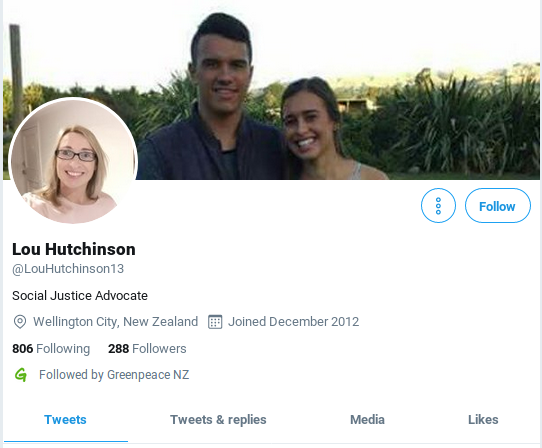 Follow
Lou Hutchinson
@LouHutchinson13
Social Justice Advocate
Wellington City, New Zealand Joined December 2012
806 Following 288 Followers
Followed by Greenpeace NZ
Tweets Tweets & replies Media Likes